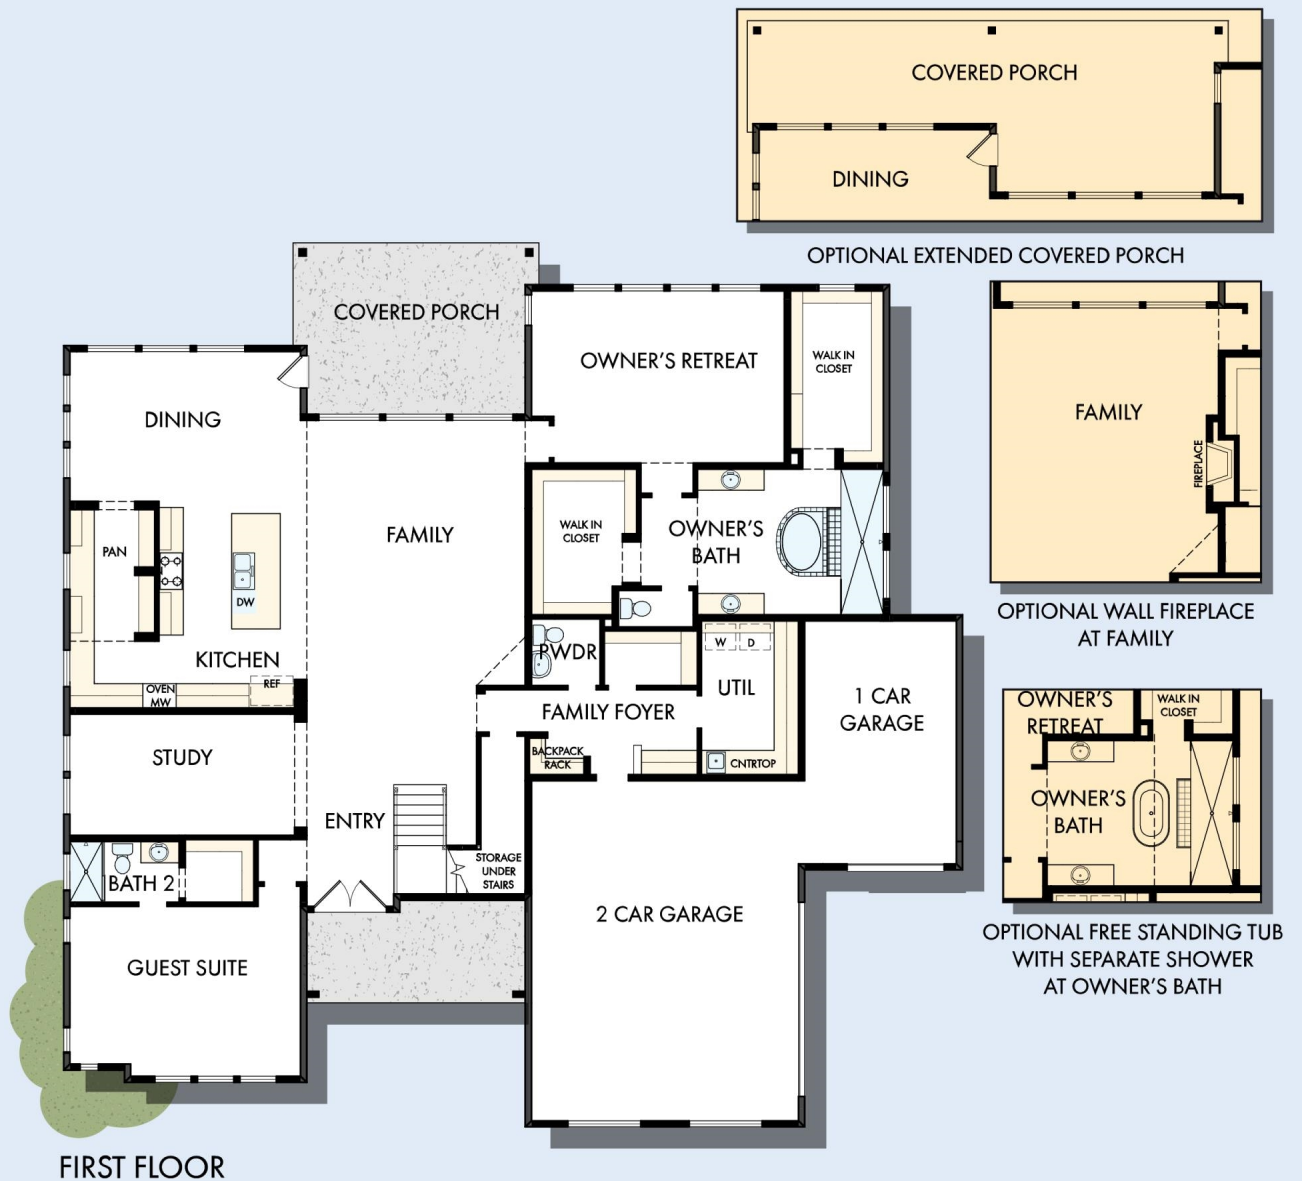 COVERED PORCH
DINING
OPTIONAL EXTENDED COVERED PORCH
COVERED PORCH
OWNER'S RETREAT
WALK IN
CLOSET
DINING
FAMILY
WALK IN
CLOSET
OWNER'S
BATH
PAN
DW
KITCHEN
OVEN
MW
REF
PWDR
W D
UTIL
FAMILY FOYER
BACKPACK
RACK
CNTRTOP
1 CAR
GARAGE
STUDY
ENTRY
STORAGE
UNDER
STAIRS
BATH 2
2 CAR GARAGE
GUEST SUITE
FAMILY
FIREPLACE
OPTIONAL WALL FIREPLACE
AT FAMILY
OWNER'S
RETREAT
WALK IN
CLOSET
OWNER'S
BATH
OPTIONAL FREE STANDING TUB
WITH SEPARATE SHOWER
AT OWNER'S BATH
FIRST FLOOR